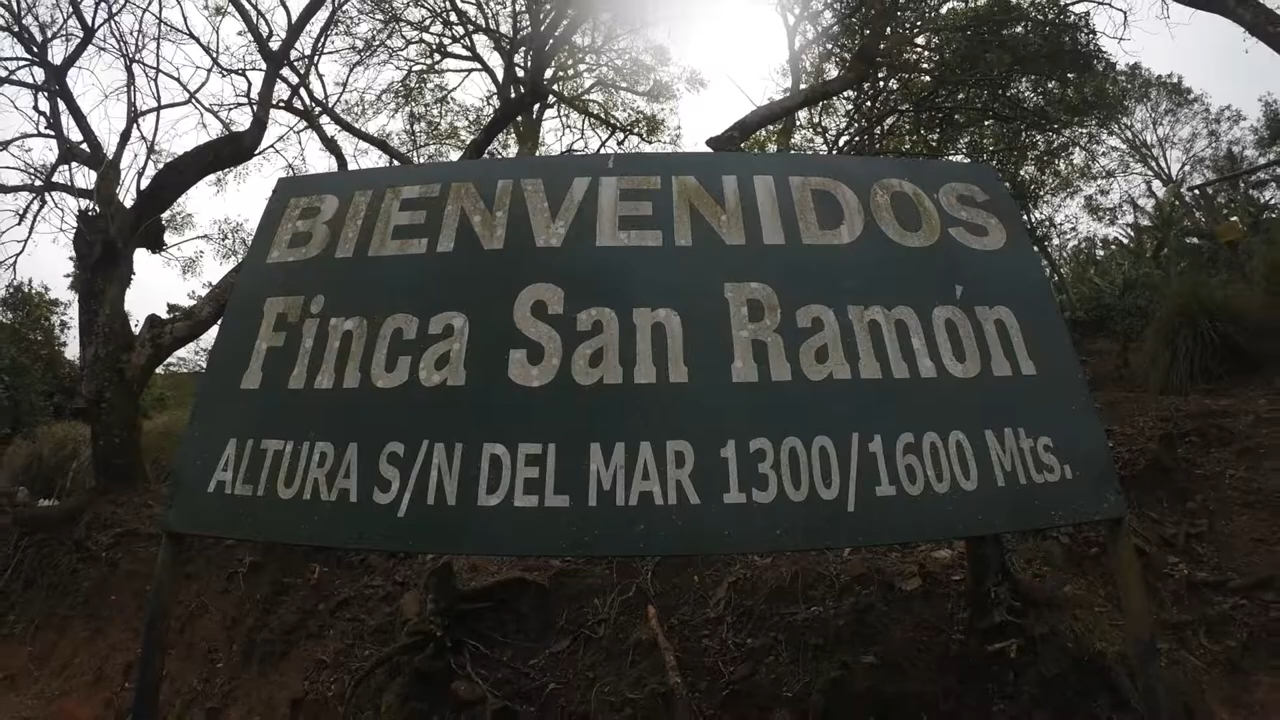 BIENVENIDOS
Finca San Ramón
ALTURA S/N DEL MAR 1300/1600 Mts.